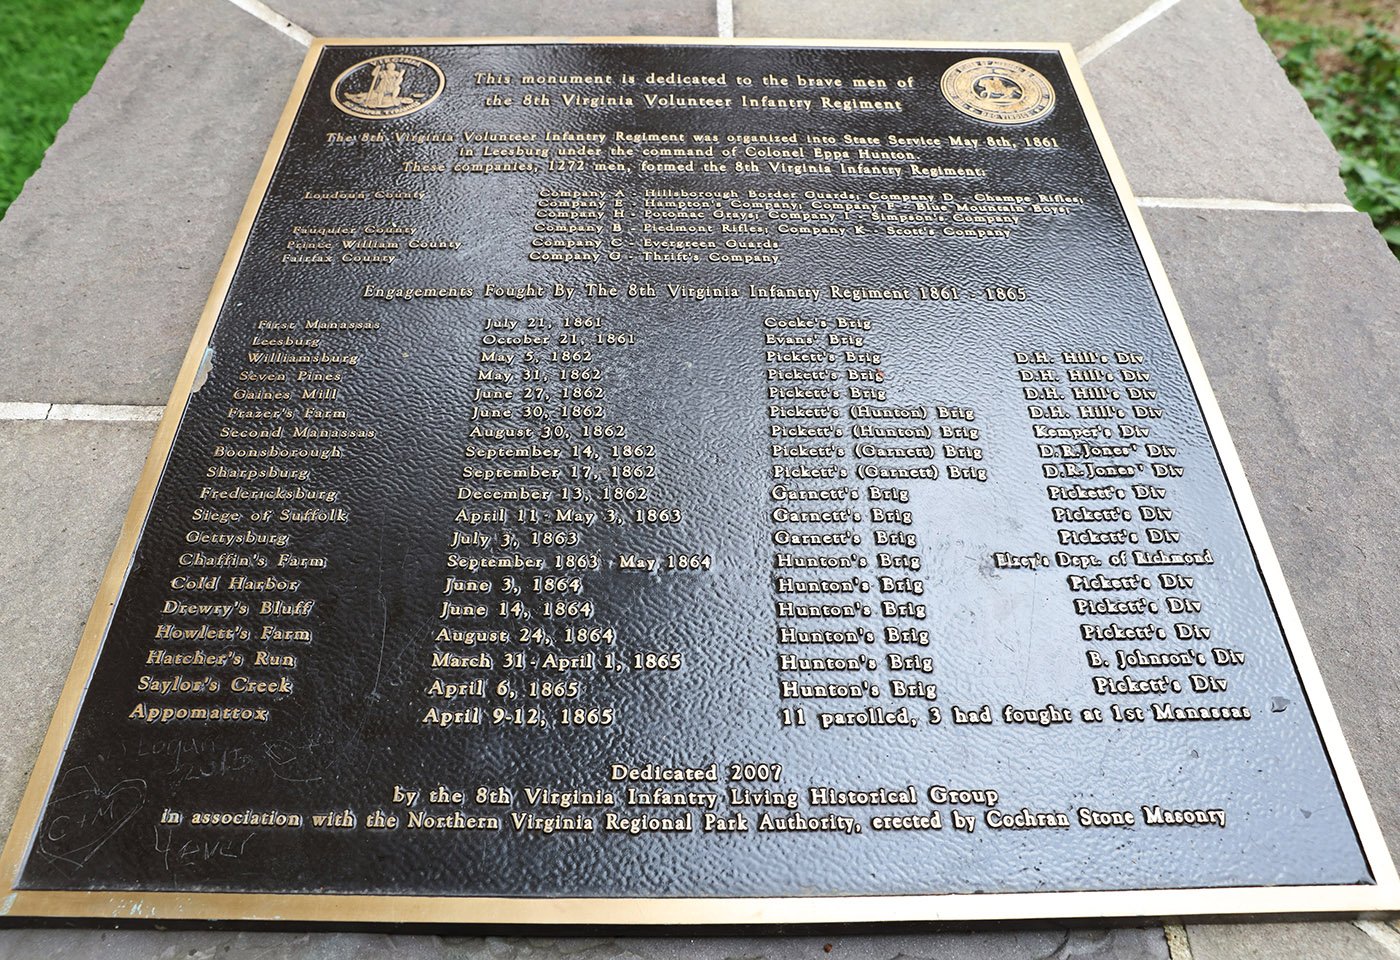 VIRGINIA
This monument is dedicated to the brave men of
the 8th Virginia Volunteer Infantry Regiment
DEO VINDICE
The 8th Virginia Volunteer Infantry Regiment was organized into State Service May 8th, 1861
in Leesburg under the command of Colonel Eppa Hunton.
These companies, 1272 men, formed the 8th Virginia Infantry Regiment:
Loudoun County Company A - Hillsborough Border Guards; Company D - Champe Rifles;
Company E - Hampton's Company; Company F - Blue Mountain Boys;
Company H - Potomac Grays; Company I - Simpson's Company
Fauquier County Company B - Piedmont Rifles; Company K - Scott's Company
Prince William County Company C - Evergreen Guards
Fairfax County Company G - Thrift's Company
Engagements Fought By The 8th Virginia Infantry Regiment 1861 - 1865
First Manassas July 21, 1861 Cocke's Brig
Leesburg October 21, 1861 Evans' Brig
Williamsburg May 5, 1862 Pickett's Brig D.H. Hill's Div
Seven Pines May 31, 1862 Pickett's Brig D.H. Hill's Div
Gaines Mill June 27, 1862 Pickett's Brig D.H. Hill's Div
Frazer's Farm June 30, 1862 Pickett's (Hunton) Brig D.H. Hill's Div
Second Manassas August 30, 1862 Pickett's (Hunton) Brig Kemper's Div
Boonsborough September 14, 1862 Pickett's (Garnett) Brig D.R.Jones' Div
Sharpsburg September 17, 1862 Pickett's (Garnett) Brig D.R.Jones' Div
Fredericksburg December 13, 1862 Garnett's Brig Pickett's Div
Siege of Suffolk April 11 - May 3, 1863 Garnett's Brig Pickett's Div
Gettysburg July 3, 1863 Garnett's Brig Pickett's Div
Chaffin's Farm September 1863 - May 1864 Hunton's Brig Elzey's Dept. of Richmond
Cold Harbor June 3, 1864 Hunton's Brig Pickett's Div
Drewry's Bluff June 14, 1864 Hunton's Brig Pickett's Div
Howlett's Farm August 24, 1864 Hunton's Brig Pickett's Div
Hatcher's Run March 31 - April 1, 1865 Hunton's Brig B. Johnson's Div
Saylor's Creek April 6, 1865 Hunton's Brig Pickett's Div
Appomattox April 9-12, 1865 11 parolled, 3 had fought at 1st Manassas
Logan
C+M
4 Ever
Dedicated 2007
by the 8th Virginia Infantry Living Historical Group
in association with the Northern Virginia Regional Park Authority, erected by Cochran Stone Masonry